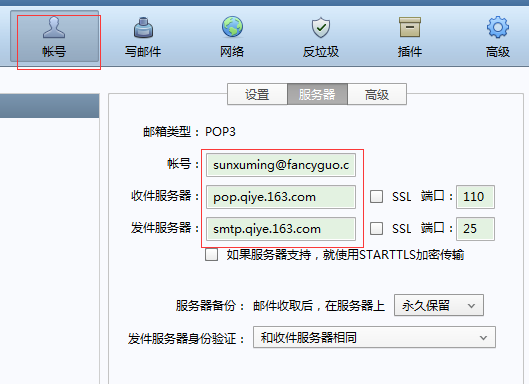 帐号 写邮件 网络 反垃圾 插件 高级
设置 服务器 高级
邮箱类型： POP3
帐号： sunxuming@fancyguo.c
收件服务器： pop.qiye.163.com SSL 端口： 110
发件服务器： smtp.qiye.163.com SSL 端口： 25
如果服务器支持，就使用STARTTLS加密传输
服务器备份： 邮件收取后，在服务器上 永久保留
发件服务器身份验证： 和收件服务器相同